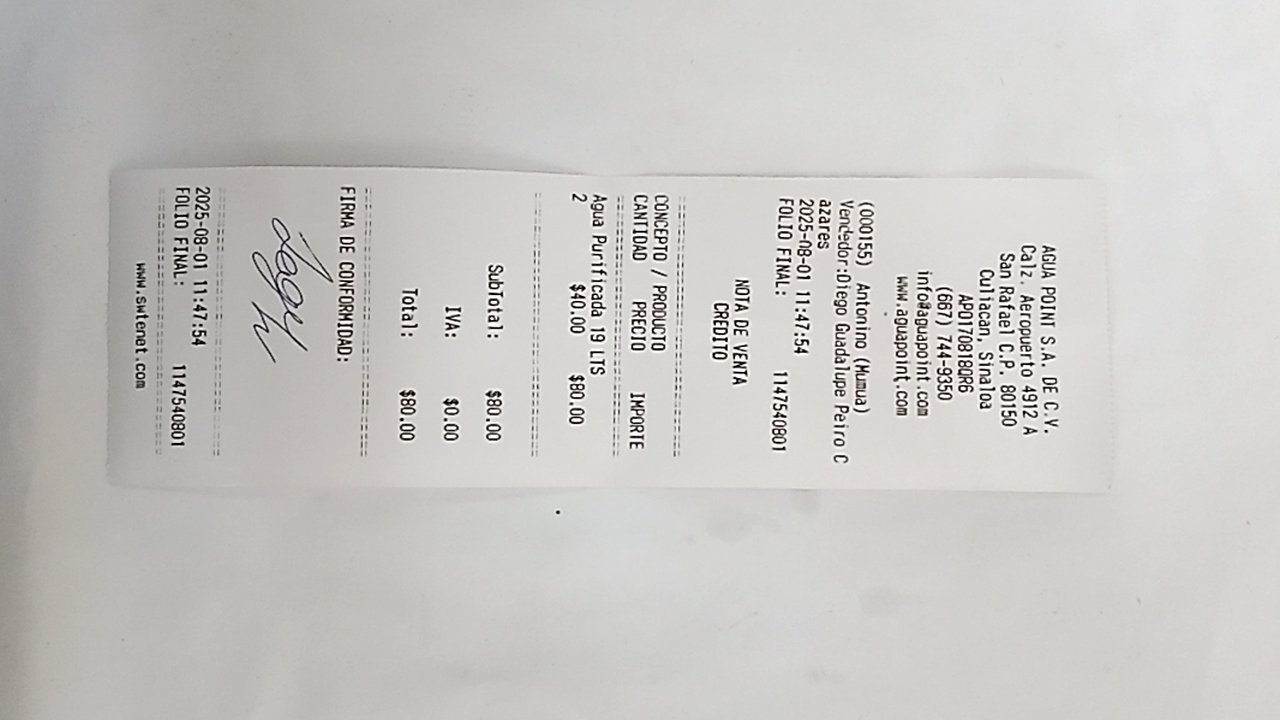 AGUA POINT S.A. DE C.V.
Calz. Aeropuerto 4912 A
San Rafael C.P. 80150
Culiacan, Sinaloa
APO170818QR6
(667) 744-9350
info@aguapoint.com
www.aguapoint.com
(000155) Antonino (Mumua)
Vendedor:Diego Guadalupe Peiro C
azares
2025-08-01 11:47:54
FOLIO FINAL: 1147540801
NOTA DE VENTA
CREDITO
CONCEPTO / PRODUCTO
CANTIDAD PRECIO IMPORTE
Agua Purificada 19 LTS
2 $40.00 $80.00
SubTotal: $80.00
IVA: $0.00
Total: $80.00
FIRMA DE CONFORMIDAD:
2025-08-01 11:47:54
FOLIO FINAL: 1147540801
www.swtenet.com